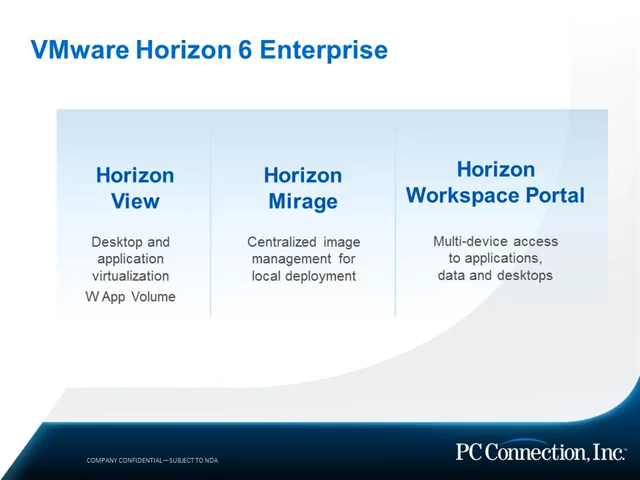 VMware Horizon 6 Enterprise
Horizon
View
Desktop and
application
virtualization
W App Volume
Horizon
Mirage
Centralized image
management for
local deployment
Horizon
Workspace Portal
Multi-device access
to applications,
data and desktops
COMPANY CONFIDENTIAL—SUBJECT TO NDA
PC Connection, Inc.